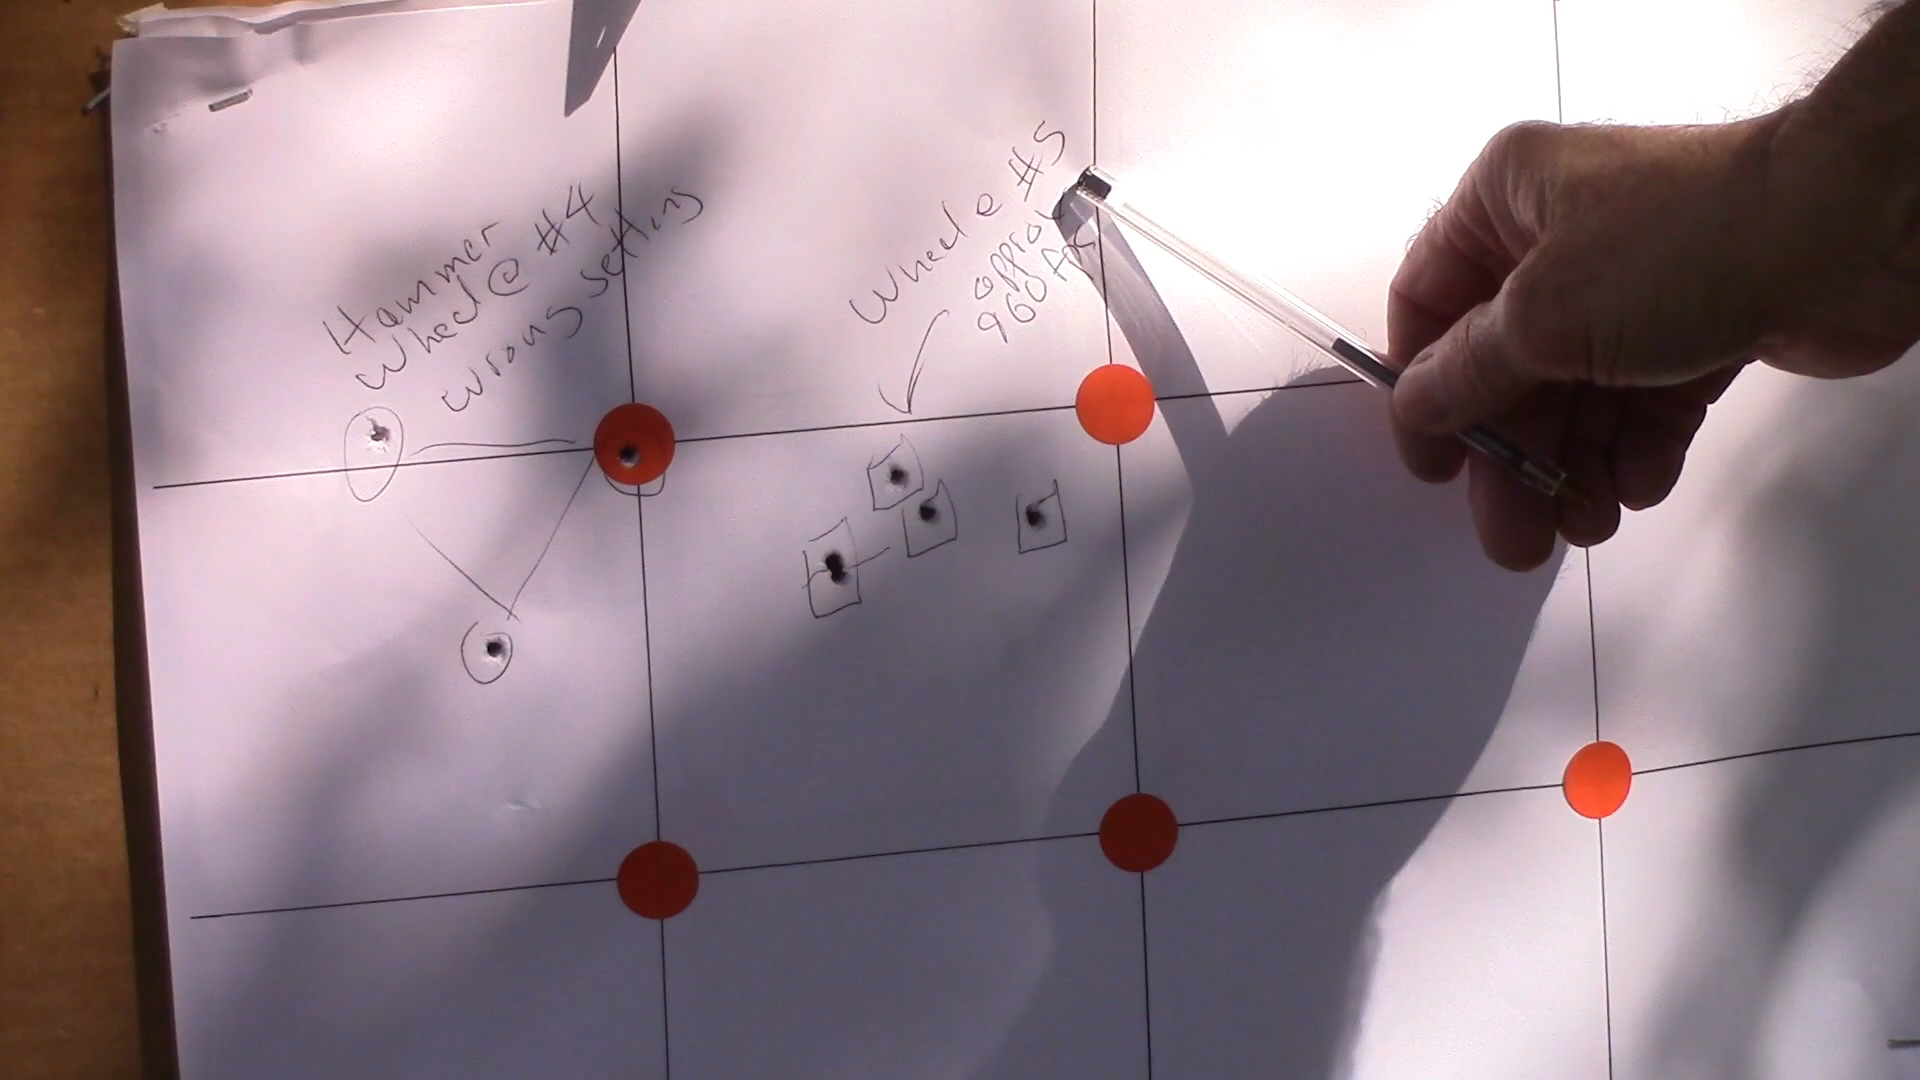 Hammer
Wheel @ #4
wrong setting
Wheel @ #5
approx
960 fps